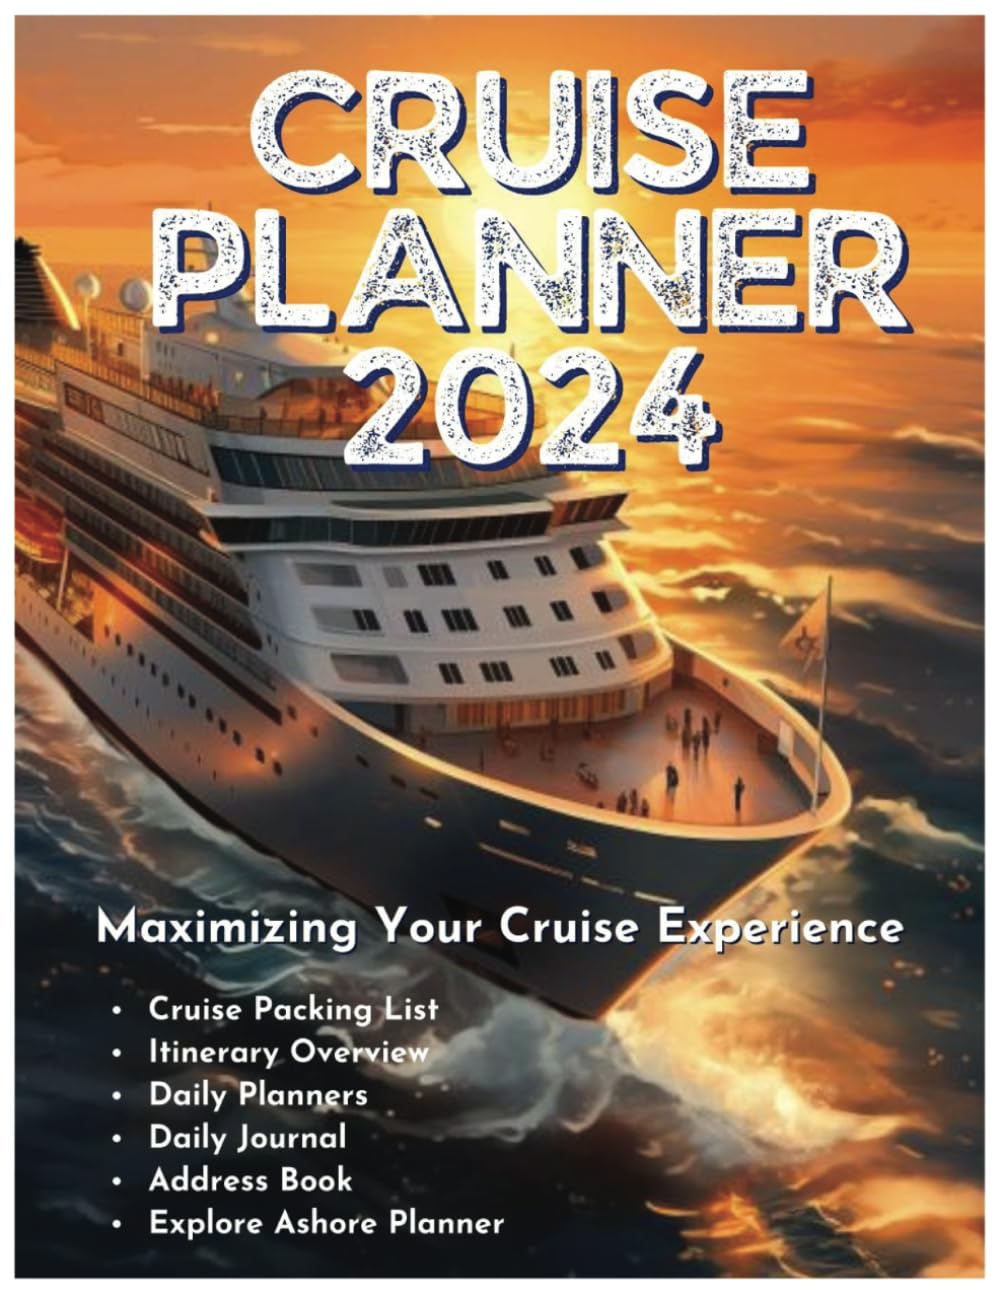 CRUISE
PLANNER
2024
Maximizing Your Cruise Experience
• Cruise Packing List
• Itinerary Overview
• Daily Planners
• Daily Journal
• Address Book
• Explore Ashore Planner